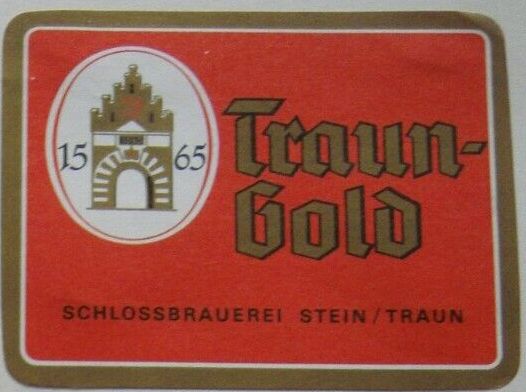 15 65
Traun-
Gold
SCHLOSSBRAUEREI STEIN/TRAUN